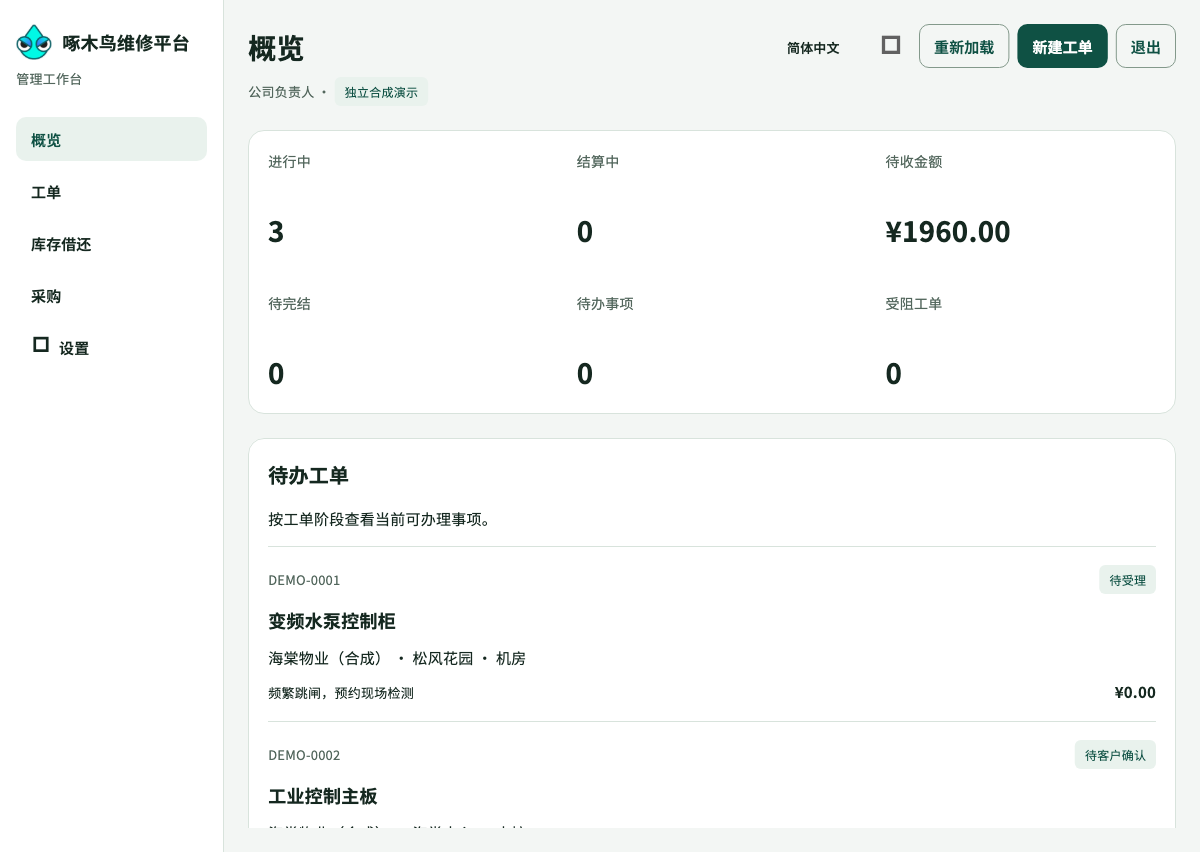 啄木鸟维修平台
管理工作台
概览
工单
库存借还
采购
设置
概览
简体中文
重新加载
新建工单
退出
公司负责人 • 独立合成演示
进行中
结算中
待收金额
3
0
¥1960.00
待完结
待办事项
受阻工单
0
0
0
待办工单
按工单阶段查看当前可办理事项。
DEMO-0001
待受理
变频水泵控制柜
海棠物业（合成） • 松风花园 • 机房
频繁跳闸，预约现场检测
¥0.00
DEMO-0002
待客户确认
工业控制主板